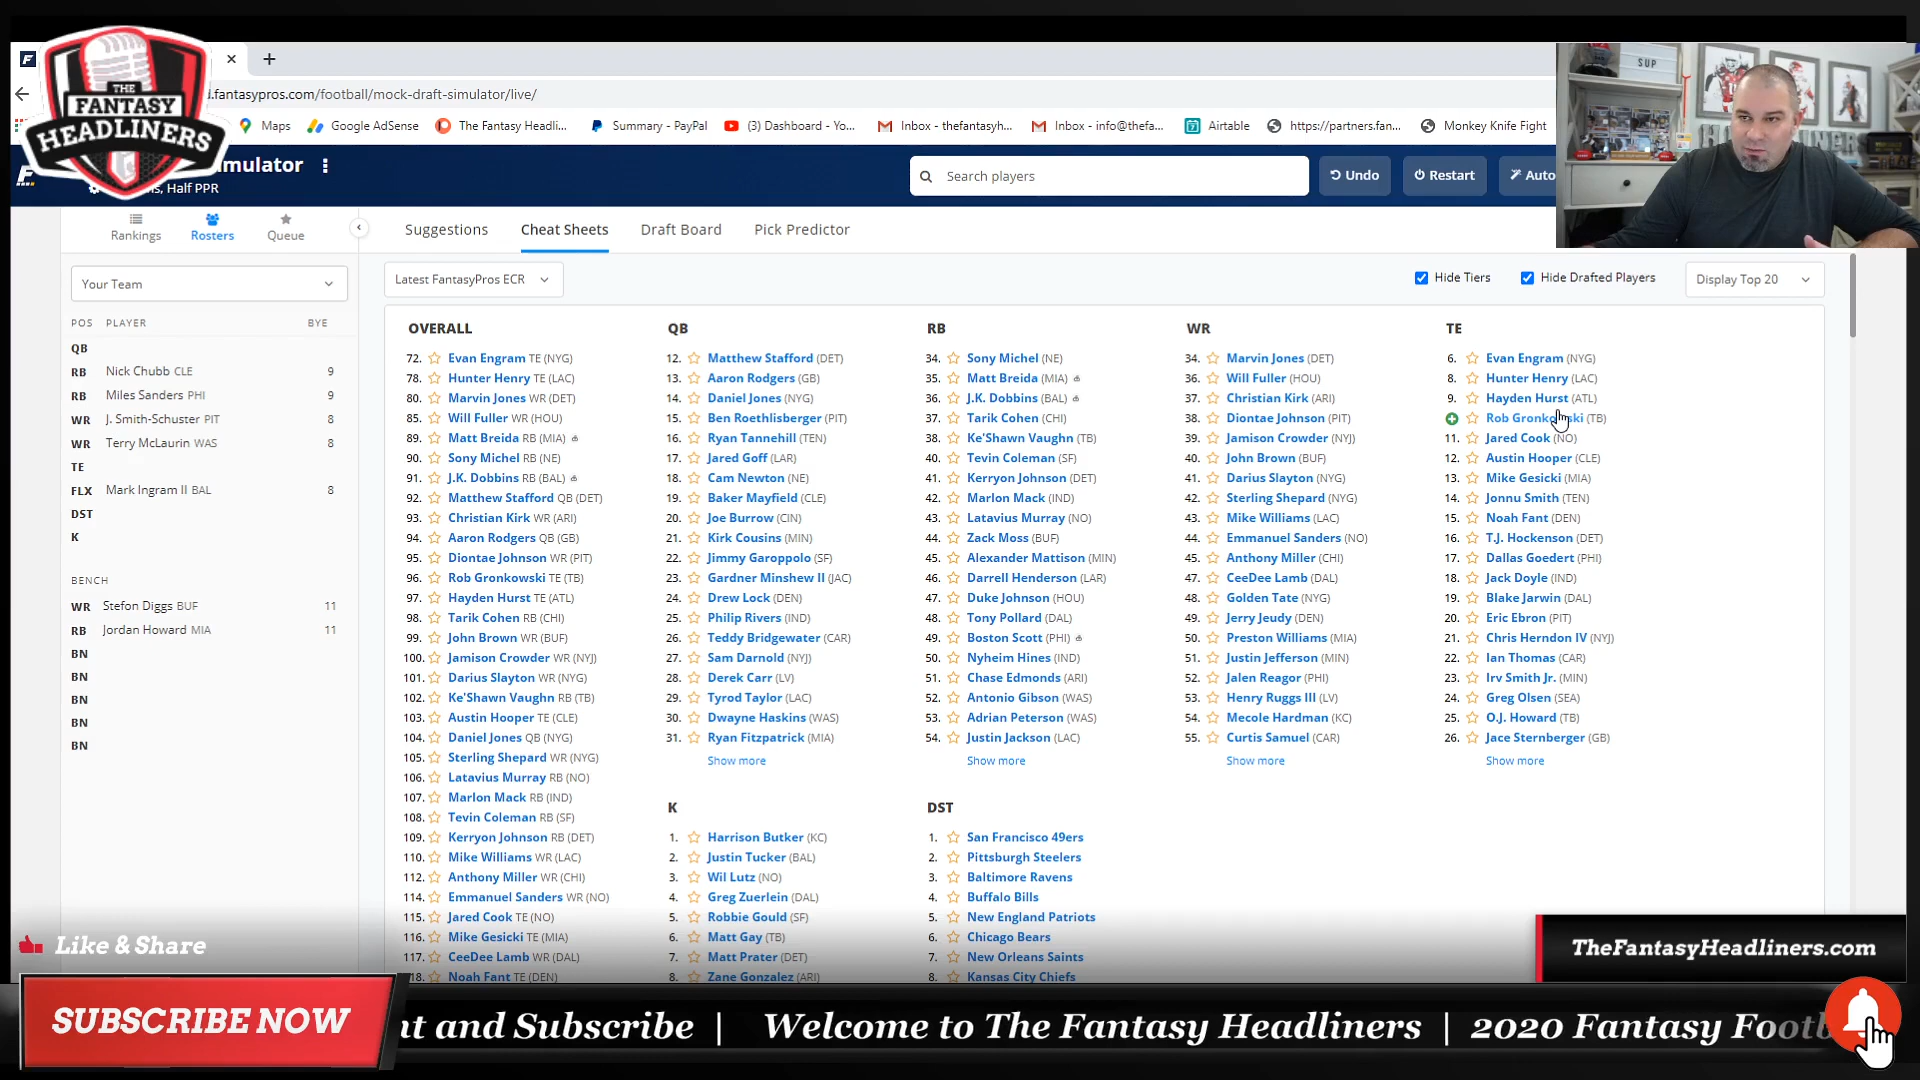 THE
FANTASY
HEADLINERS
.fantasypros.com/football/mock-draft-simulator/live/
Maps
Google AdSense
The Fantasy Headli...
Summary - PayPal
(3) Dashboard - Yo...
Inbox - thefantasyh...
Inbox - info@thefa...
Airtable
https://partners.fan...
Monkey Knife Fight
SUP
mulator
s, Half PPR
Search players
Undo
Restart
Auto
Rankings
Rosters
Queue
Suggestions
Cheat Sheets
Draft Board
Pick Predictor
Your Team
Latest FantasyPros ECR
Hide Tiers
Hide Drafted Players
Display Top 20
POS PLAYER BYE
QB
RB Nick Chubb CLE 9
RB Miles Sanders PHI 9
WR J. Smith-Schuster PIT 8
WR Terry McLaurin WAS 8
TE
FLX Mark Ingram II BAL 8
DST
K
BENCH
WR Stefon Diggs BUF 11
RB Jordan Howard MIA 11
BN
BN
BN
BN
BN
OVERALL
72. Evan Engram TE (NYG)
78. Hunter Henry TE (LAC)
80. Marvin Jones WR (DET)
85. Will Fuller WR (HOU)
89. Matt Breida RB (MIA)
90. Sony Michel RB (NE)
91. J.K. Dobbins RB (BAL)
92. Matthew Stafford QB (DET)
93. Christian Kirk WR (ARI)
94. Aaron Rodgers QB (GB)
95. Diontae Johnson WR (PIT)
96. Rob Gronkowski TE (TB)
97. Hayden Hurst TE (ATL)
98. Tarik Cohen RB (CHI)
99. John Brown WR (BUF)
100. Jamison Crowder WR (NYJ)
101. Darius Slayton WR (NYG)
102. Ke'Shawn Vaughn RB (TB)
103. Austin Hooper TE (CLE)
104. Daniel Jones QB (NYG)
105. Sterling Shepard WR (NYG)
106. Latavius Murray RB (NO)
107. Marlon Mack RB (IND)
108. Tevin Coleman RB (SF)
109. Kerryon Johnson RB (DET)
110. Mike Williams WR (LAC)
112. Anthony Miller WR (CHI)
114. Emmanuel Sanders WR (NO)
115. Jared Cook TE (NO)
116. Mike Gesicki TE (MIA)
117. CeeDee Lamb WR (DAL)
118. Noah Fant TE (DEN)
QB
12. Matthew Stafford (DET)
13. Aaron Rodgers (GB)
14. Daniel Jones (NYG)
15. Ben Roethlisberger (PIT)
16. Ryan Tannehill (TEN)
17. Jared Goff (LAR)
18. Cam Newton (NE)
19. Baker Mayfield (CLE)
20. Joe Burrow (CIN)
21. Kirk Cousins (MIN)
22. Jimmy Garoppolo (SF)
23. Gardner Minshew II (JAC)
24. Drew Lock (DEN)
25. Philip Rivers (IND)
26. Teddy Bridgewater (CAR)
27. Sam Darnold (NYJ)
28. Derek Carr (LV)
29. Tyrod Taylor (LAC)
30. Dwayne Haskins (WAS)
31. Ryan Fitzpatrick (MIA)
Show more
RB
34. Sony Michel (NE)
35. Matt Breida (MIA)
36. J.K. Dobbins (BAL)
37. Tarik Cohen (CHI)
38. Ke'Shawn Vaughn (TB)
40. Tevin Coleman (SF)
41. Kerryon Johnson (DET)
42. Marlon Mack (IND)
43. Latavius Murray (NO)
44. Zack Moss (BUF)
45. Alexander Mattison (MIN)
46. Darrell Henderson (LAR)
47. Duke Johnson (HOU)
48. Tony Pollard (DAL)
49. Boston Scott (PHI)
50. Nyheim Hines (IND)
51. Chase Edmonds (ARI)
52. Antonio Gibson (WAS)
53. Adrian Peterson (WAS)
54. Justin Jackson (LAC)
Show more
WR
34. Marvin Jones (DET)
36. Will Fuller (HOU)
37. Christian Kirk (ARI)
38. Diontae Johnson (PIT)
39. Jamison Crowder (NYJ)
40. John Brown (BUF)
41. Darius Slayton (NYG)
42. Sterling Shepard (NYG)
43. Mike Williams (LAC)
44. Emmanuel Sanders (NO)
45. Anthony Miller (CHI)
47. CeeDee Lamb (DAL)
48. Golden Tate (NYG)
49. Jerry Jeudy (DEN)
50. Preston Williams (MIA)
51. Justin Jefferson (MIN)
52. Jalen Reagor (PHI)
53. Henry Ruggs III (LV)
54. Mecole Hardman (KC)
55. Curtis Samuel (CAR)
Show more
TE
6. Evan Engram (NYG)
8. Hunter Henry (LAC)
9. Hayden Hurst (ATL)
Rob Gronkowski (TB)
11. Jared Cook (NO)
12. Austin Hooper (CLE)
13. Mike Gesicki (MIA)
14. Jonnu Smith (TEN)
15. Noah Fant (DEN)
16. T.J. Hockenson (DET)
17. Dallas Goedert (PHI)
18. Jack Doyle (IND)
19. Blake Jarwin (DAL)
20. Eric Ebron (PIT)
21. Chris Herndon IV (NYJ)
22. Ian Thomas (CAR)
23. Irv Smith Jr. (MIN)
24. Greg Olsen (SEA)
25. O.J. Howard (TB)
26. Jace Sternberger (GB)
Show more
K
1. Harrison Butker (KC)
2. Justin Tucker (BAL)
3. Wil Lutz (NO)
4. Greg Zuerlein (DAL)
5. Robbie Gould (SF)
6. Matt Gay (TB)
7. Matt Prater (DET)
8. Zane Gonzalez (ARI)
DST
1. San Francisco 49ers
2. Pittsburgh Steelers
3. Baltimore Ravens
4. Buffalo Bills
5. New England Patriots
6. Chicago Bears
7. New Orleans Saints
8. Kansas City Chiefs
Like & Share
TheFantasyHeadliners.com
SUBSCRIBE NOW
nt and Subscribe | Welcome to The Fantasy Headliners | 2020 Fantasy Footb